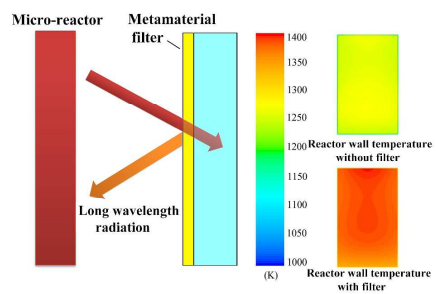 Micro-reactor
Metamaterial
filter
Long wavelength
radiation
1400
1350
1300
1250
1200
1150
1100
1050
1000
(K)
Reactor wall temperature
without filter
Reactor wall temperature
with filter